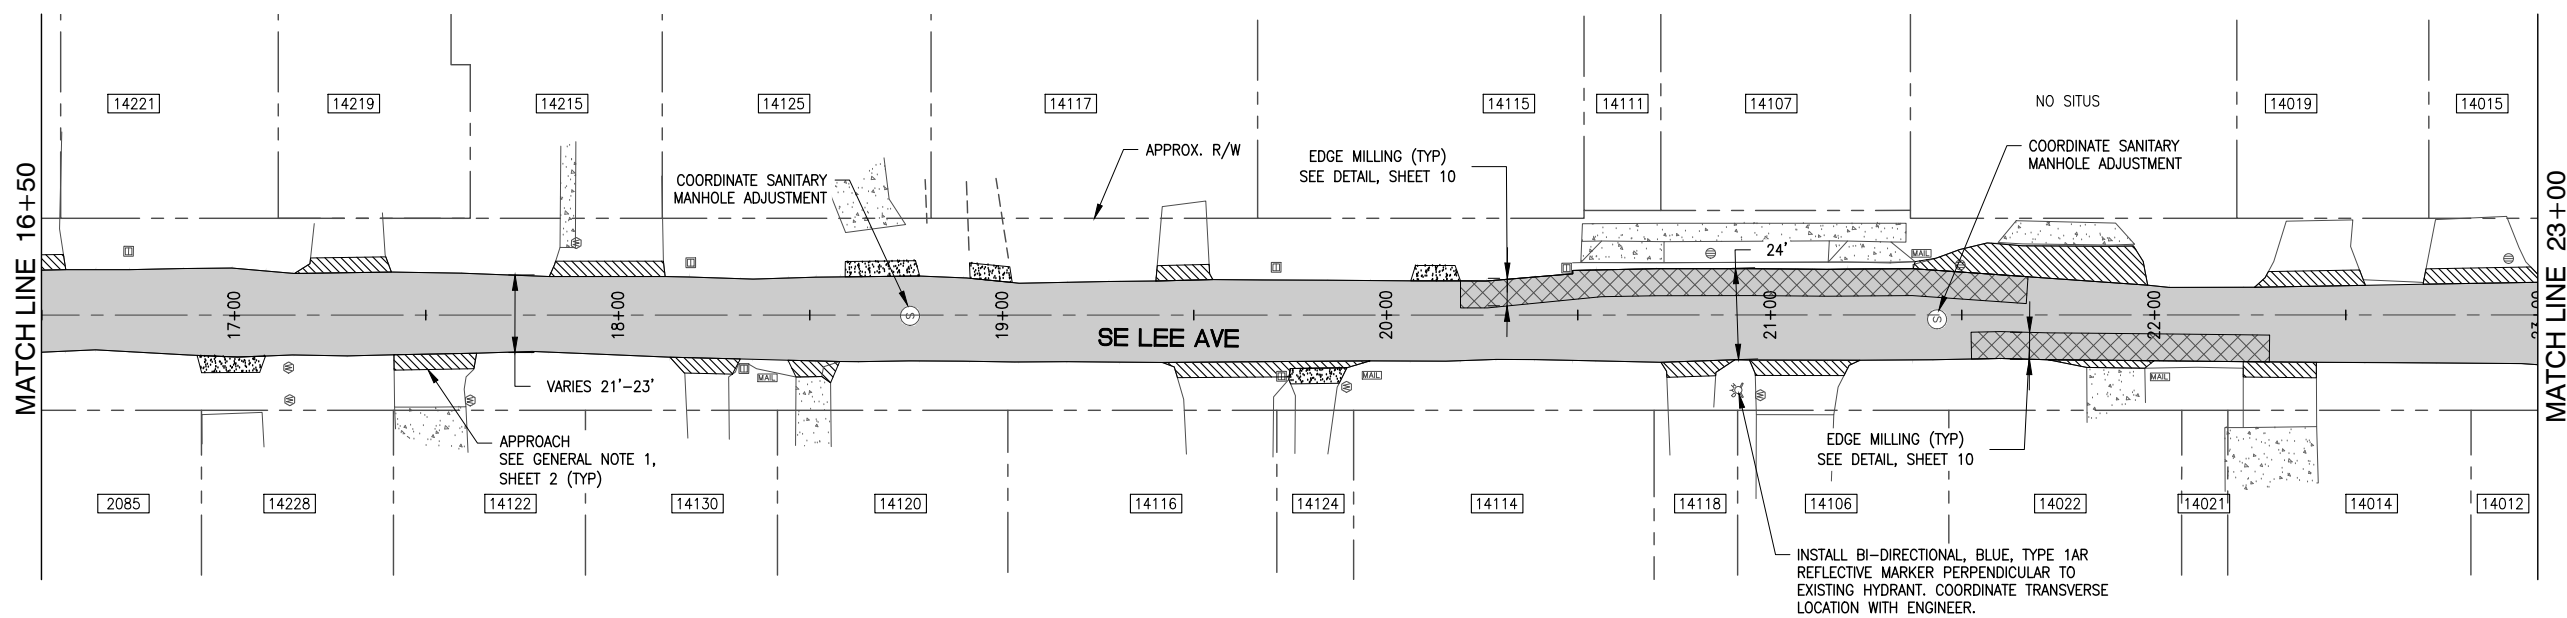 MATCH LINE 16+50
14221
14219
14215
14125
14117
14115
14111
14107
NO SITUS
14019
14015
APPROX. R/W
EDGE MILLING (TYP)
SEE DETAIL, SHEET 10
COORDINATE SANITARY
MANHOLE ADJUSTMENT
COORDINATE SANITARY
MANHOLE ADJUSTMENT
24'
MAIL
17+00
18+00
S
19+00
20+00
21+00
S
22+00
23+00
SE LEE AVE
VARIES 21'-23'
MAIL
MAIL
MAIL
W
W
W
W
W
APPROACH
SEE GENERAL NOTE 1,
SHEET 2 (TYP)
EDGE MILLING (TYP)
SEE DETAIL, SHEET 10
2085
14228
14122
14130
14120
14116
14124
14114
14118
14106
14022
14021
14014
14012
INSTALL BI-DIRECTIONAL, BLUE, TYPE 1AR
REFLECTIVE MARKER PERPENDICULAR TO
EXISTING HYDRANT. COORDINATE TRANSVERSE
LOCATION WITH ENGINEER.
MATCH LINE 23+00